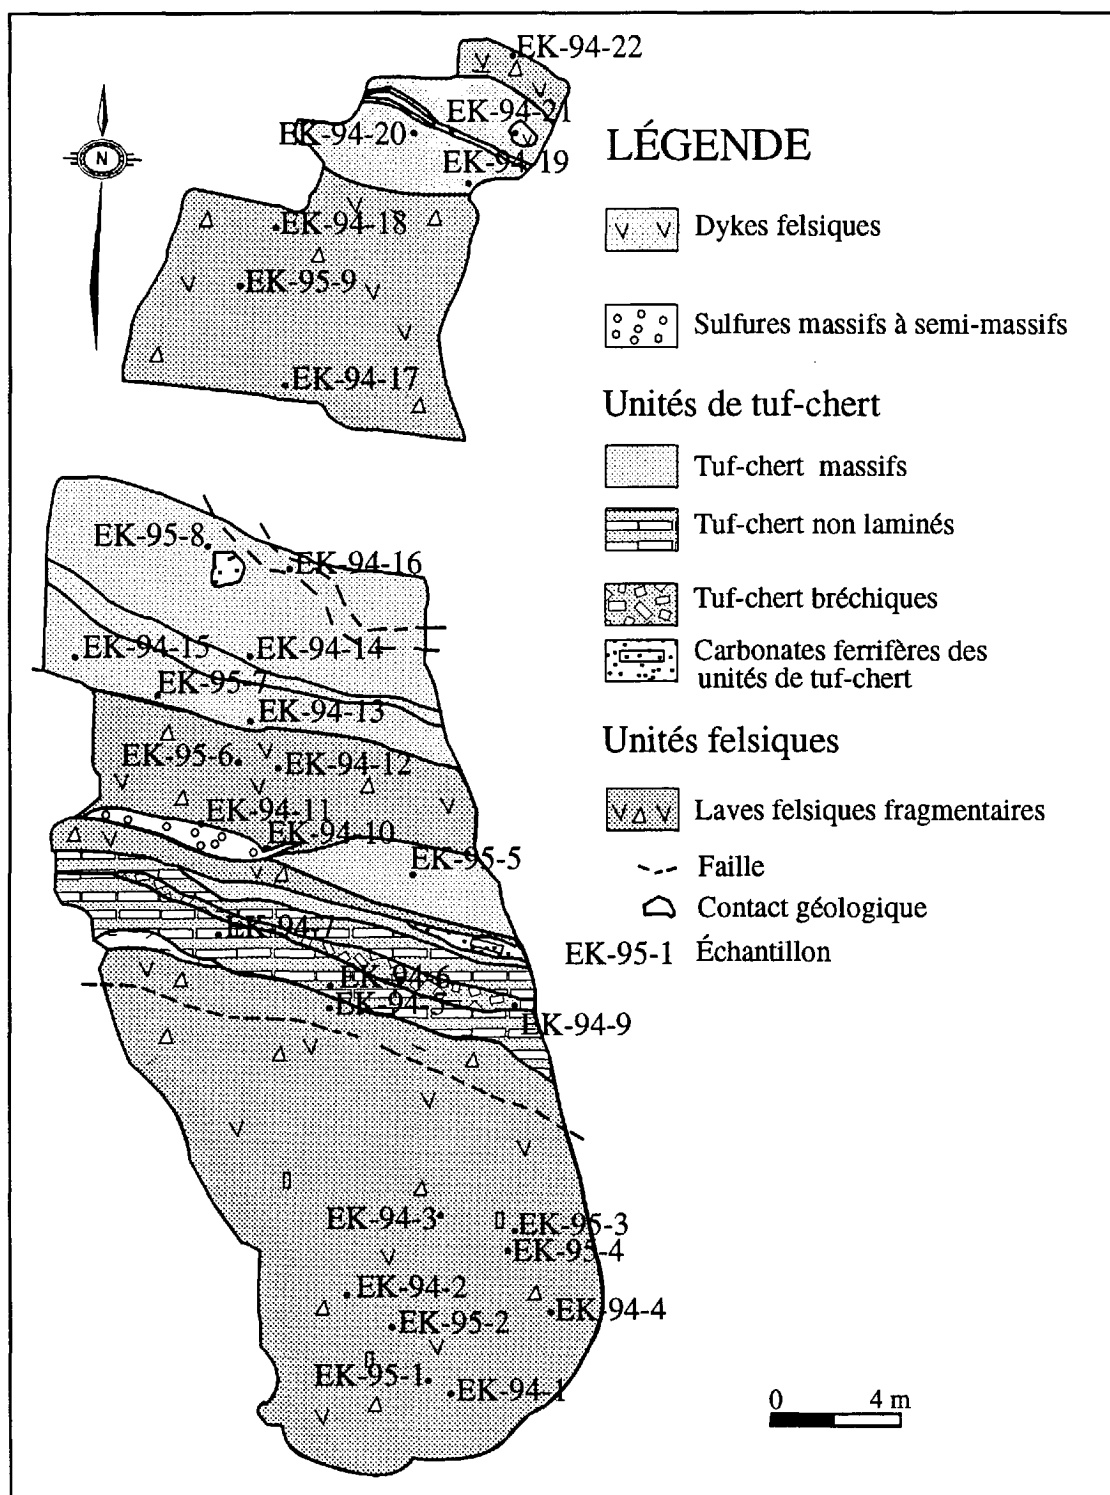 EK-94-22
EK-94-21
EK-94-20
EK-94-19
N
EK-94-18
EK-95-9
EK-94-17
LÉGENDE
Dykes felsiques
Sulfures massifs à semi-massifs
Unités de tuf-chert
Tuf-chert massifs
Tuf-chert non laminés
Tuf-chert bréchiques
Carbonates ferrifères des
unités de tuf-chert
Unités felsiques
Laves felsiques fragmentaires
Faille
Contact géologique
EK-95-1 Échantillon
EK-95-8
EK-94-16
EK-94-15
EK-94-14
EK-95-7
EK-94-13
EK-95-6
EK-94-12
EK-94-11
EK-94-10
EK-95-5
EK-94-7
EK-94-6
EK-94-5
EK-94-9
EK-94-3
EK-95-3
EK-95-4
EK-94-2
EK-94-4
EK-95-2
EK-95-1
EK-94-1
0 4 m